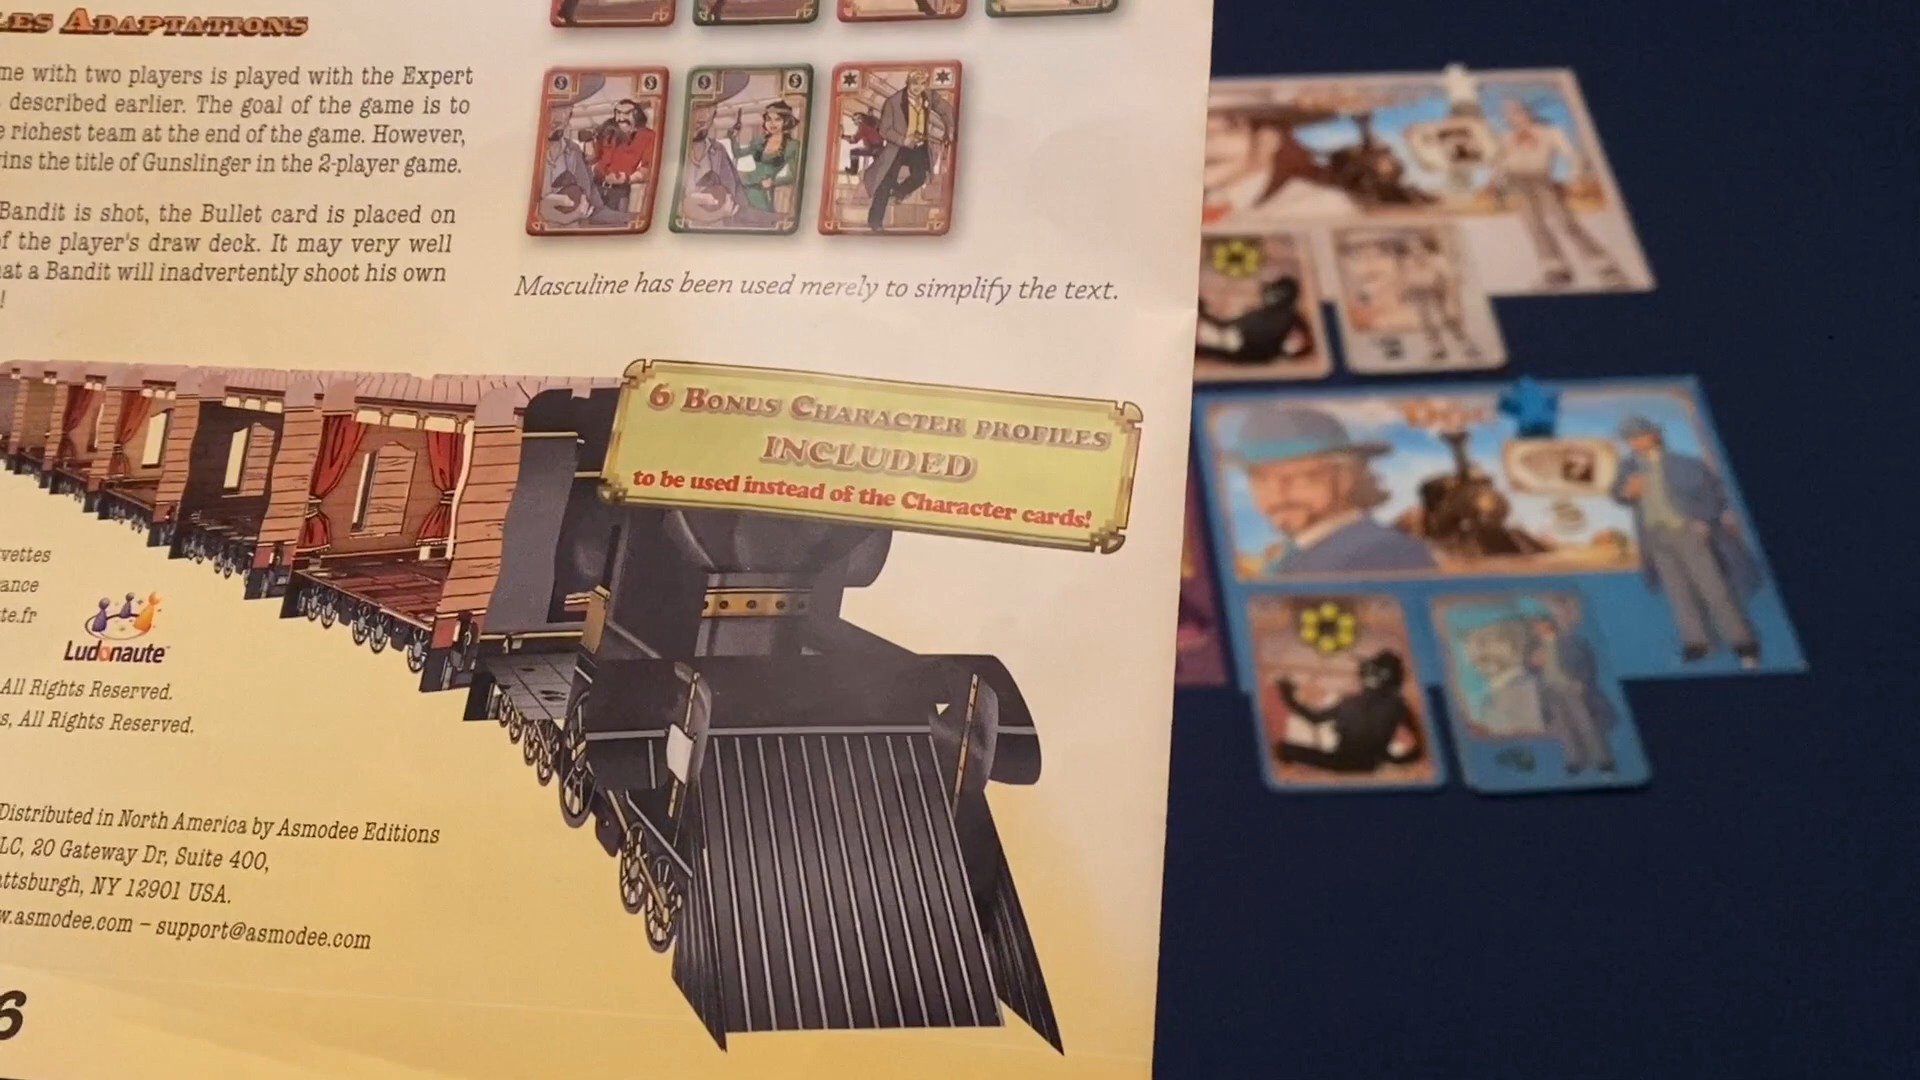 LES ADAPTATIONS
me with two players is played with the Expert
described earlier. The goal of the game is to
e richest team at the end of the game. However,
ins the title of Gunslinger in the 2-player game.
Bandit is shot, the Bullet card is placed on
of the player's draw deck. It may very well
hat a Bandit will inadvertently shoot his own
!
Masculine has been used merely to simplify the text.
6 BONUS CHARACTER PROFILES
INCLUDED
to be used instead of the Character cards!
vettes
ance
te.fr
Ludonaute
All Rights Reserved.
s, All Rights Reserved.
Distributed in North America by Asmodee Editions
LC, 20 Gateway Dr, Suite 400,
attsburgh, NY 12901 USA.
w.asmodee.com – support@asmodee.com
6